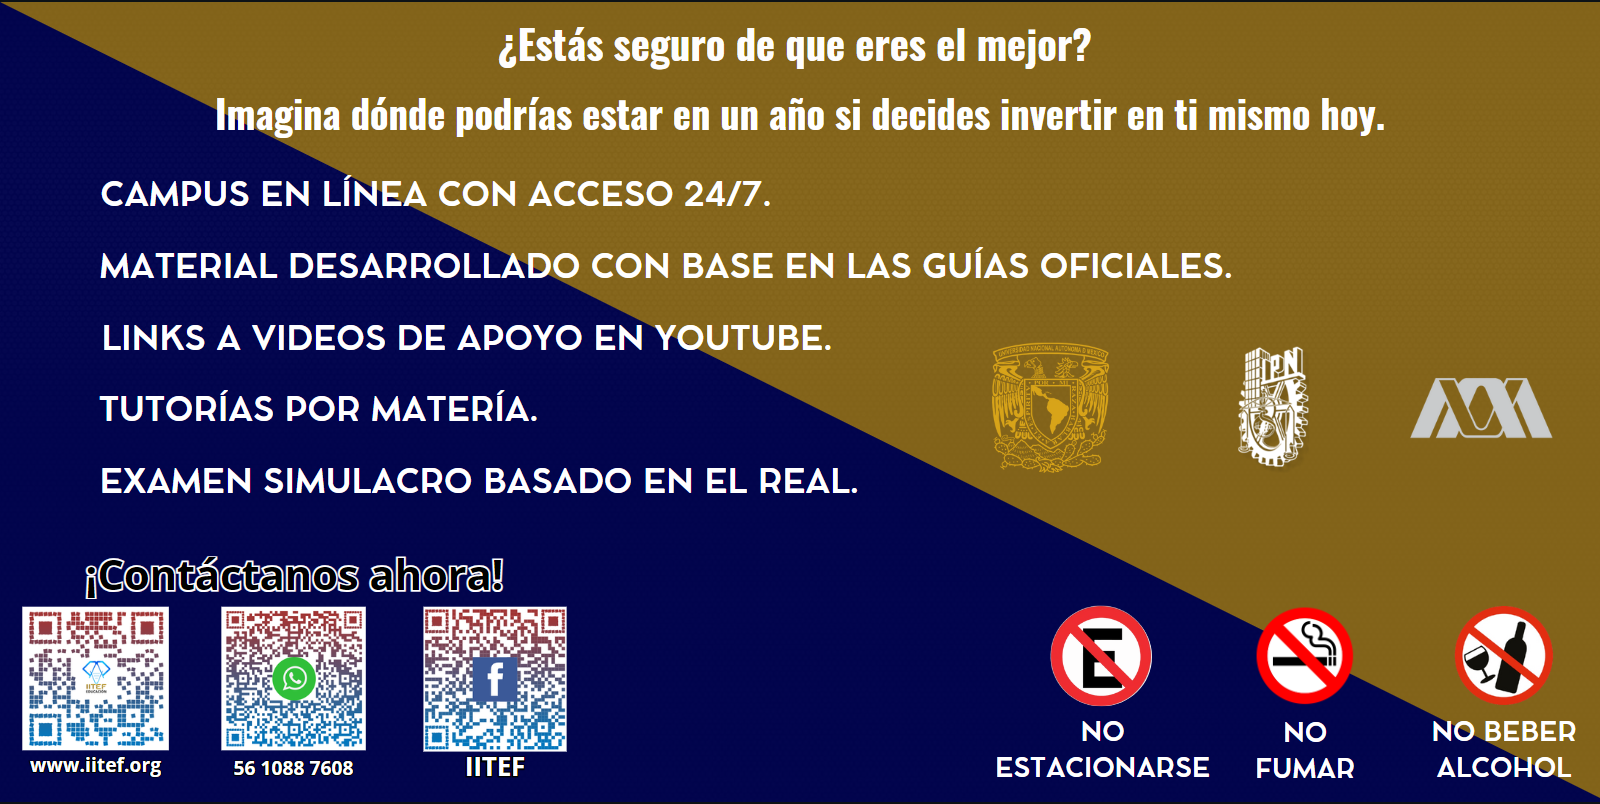 ¿Estás seguro de que eres el mejor?
Imagina dónde podrías estar en un año si decides invertir en ti mismo hoy.
CAMPUS EN LÍNEA CON ACCESO 24/7.
MATERIAL DESARROLLADO CON BASE EN LAS GUÍAS OFICIALES.
LINKS A VIDEOS DE APOYO EN YOUTUBE.
TUTORÍAS POR MATERÍA.
EXAMEN SIMULACRO BASADO EN EL REAL.
IPN
¡Contáctanos ahora!
IITEF
EDUCACIÓN
f
E
www.iitef.org
56 1088 7608
IITEF
NO
ESTACIONARSE
NO
FUMAR
NO BEBER
ALCOHOL